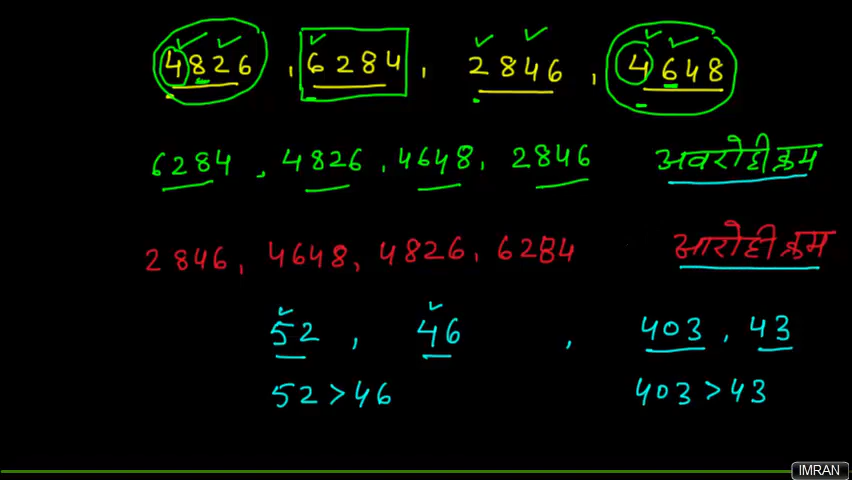 4826, 6284, 2846, 4648
6284, 4826, 4648, 2846 अवरोहीक्रम
2846, 4648, 4826, 6284 आरोहीक्रम
52, 46, 403, 43
52>46 403>43
IMRAN